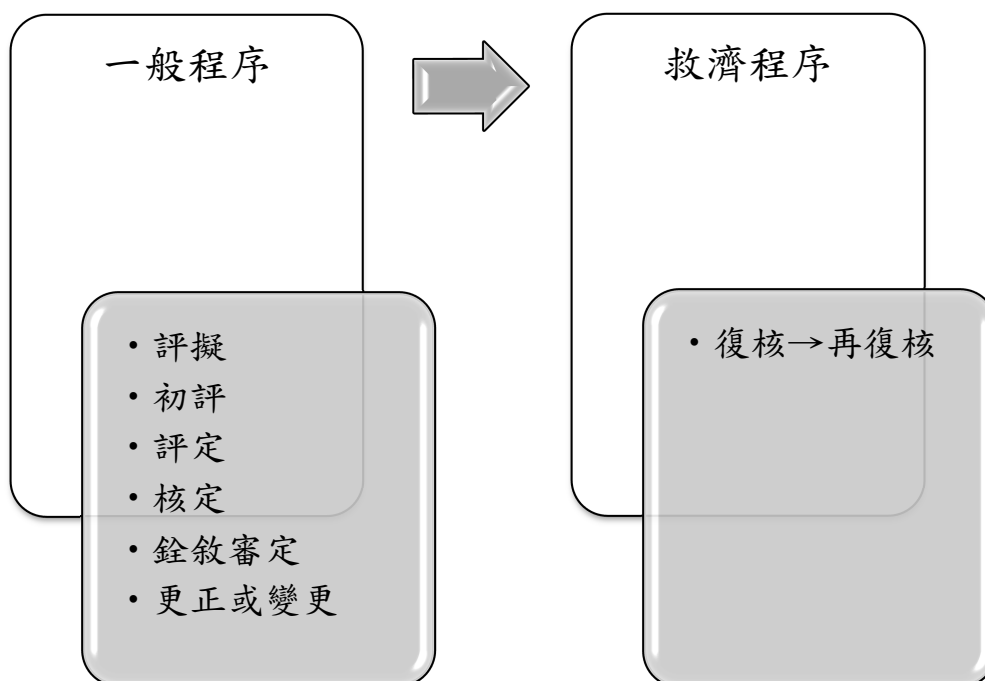 一般程序
• 評擬
• 初評
• 評定
• 核定
• 銓敘審定
• 更正或變更
救濟程序
• 復核→再復核